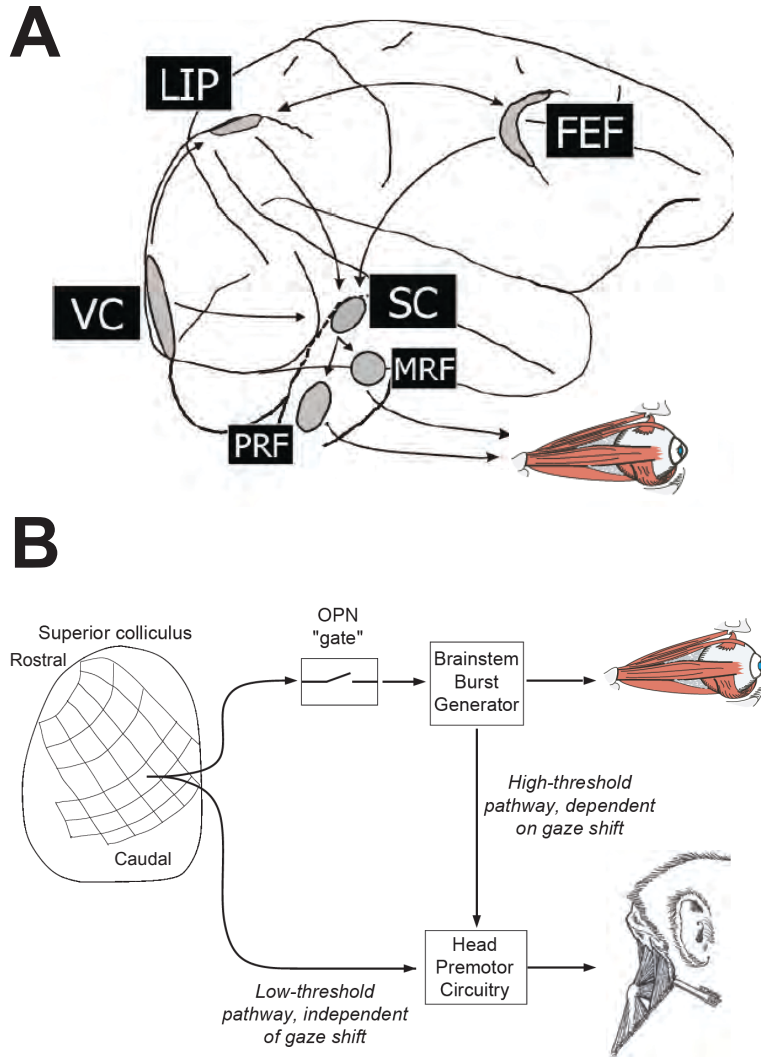 A
LIP
FEF
VC
SC
MRF
PRF
B
OPN
"gate"
Superior colliculus
Rostral
Brainstem
Burst
Generator
High-threshold
pathway, dependent
on gaze shift
Caudal
Head
Premotor
Circuitry
Low-threshold
pathway, independent
of gaze shift